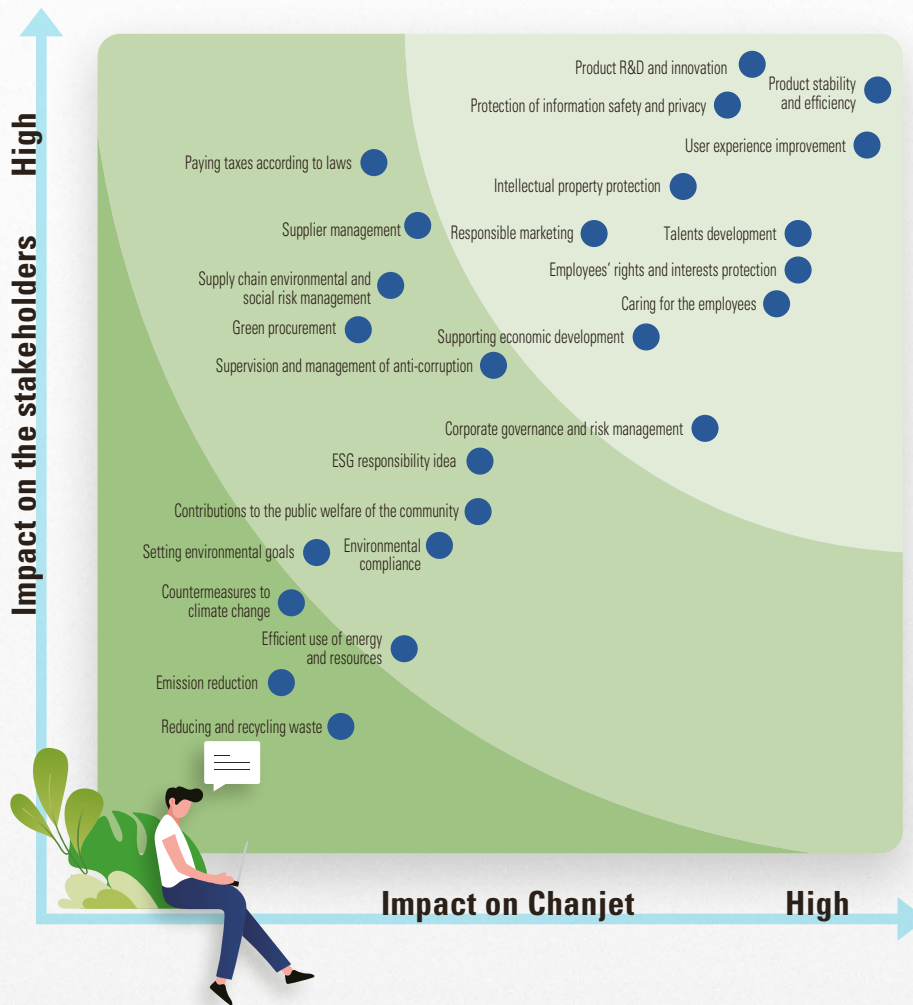 High
Impact on the stakeholders
Product R&D and innovation
Product stability
and efficiency
Protection of information safety and privacy
User experience improvement
Paying taxes according to laws
Intellectual property protection
Supplier management
Responsible marketing
Talents development
Employees’ rights and interests protection
Supply chain environmental and
social risk management
Caring for the employees
Green procurement
Supporting economic development
Supervision and management of anti-corruption
Corporate governance and risk management
ESG responsibility idea
Contributions to the public welfare of the community
Setting environmental goals
Environmental
compliance
Countermeasures to
climate change
Efficient use of energy
and resources
Emission reduction
Reducing and recycling waste
Impact on Chanjet
High